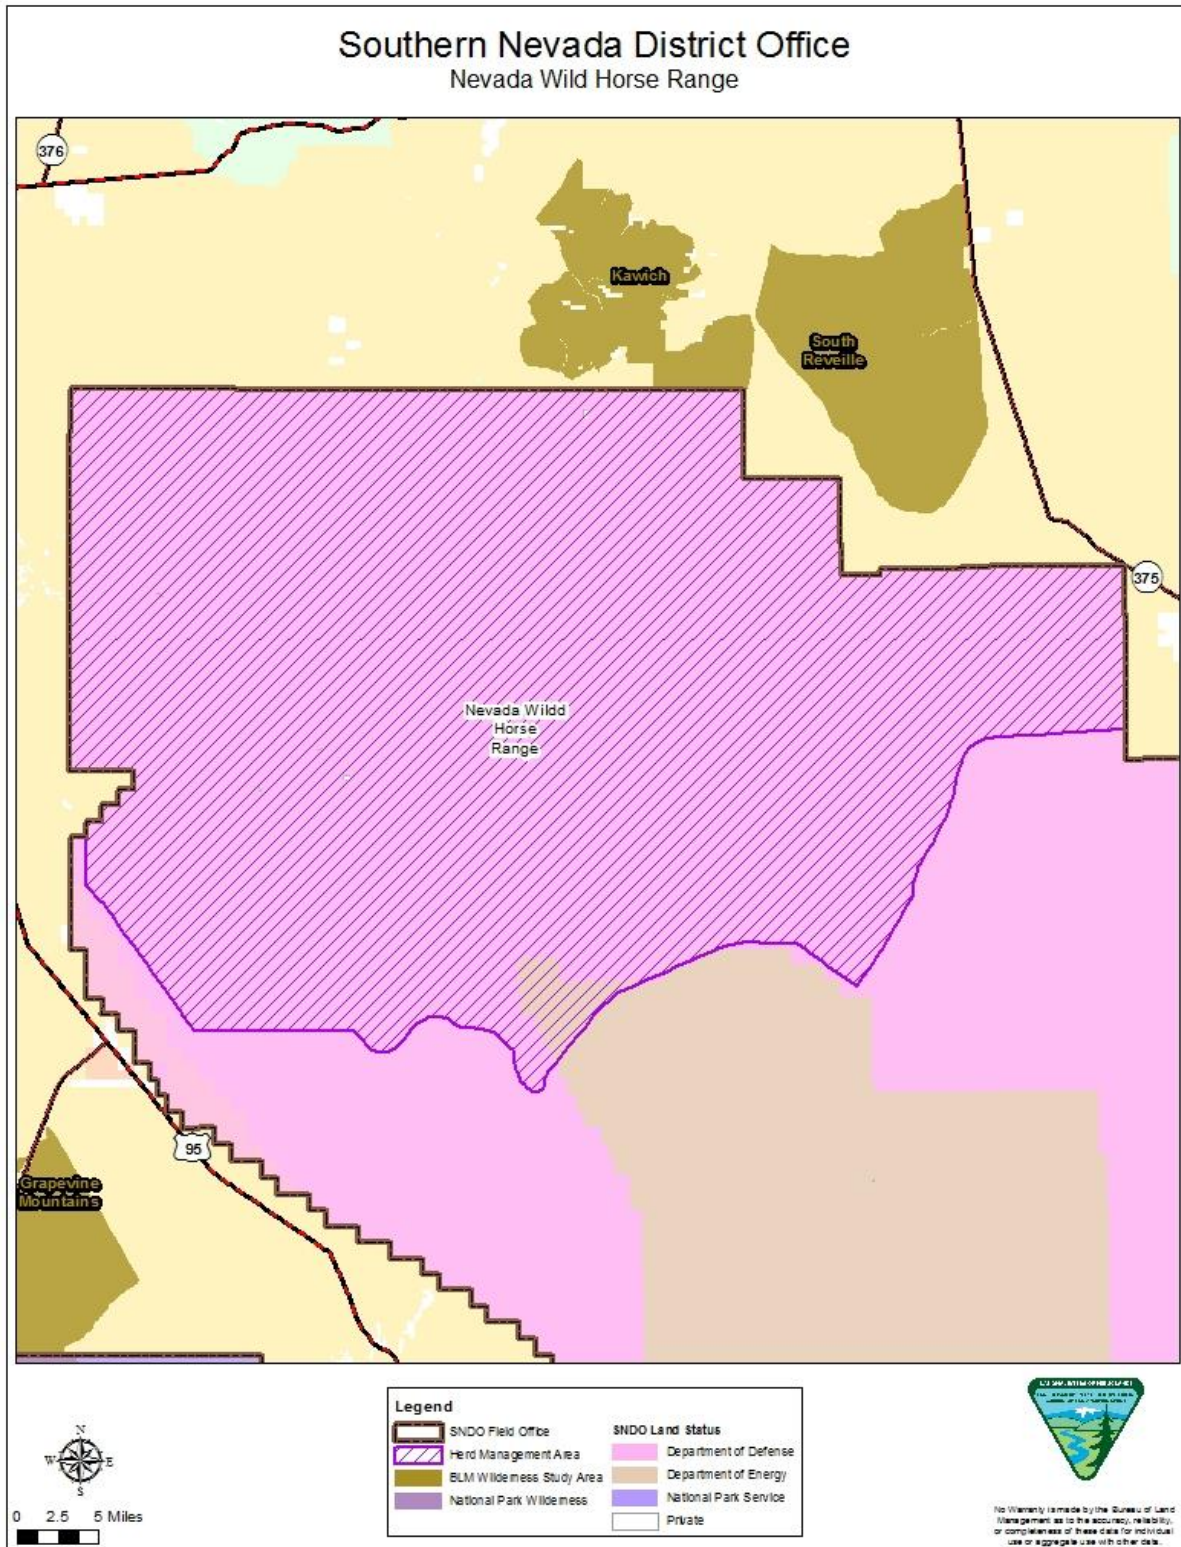 Southern Nevada District Office
Nevada Wild Horse Range
376
Kawich
South
Reveille
375
Nevada Wildd
Horse
Range
95
Grapevine
Mountains
N
W E
S
0 2.5 5 Miles
Legend
SNDO Field Office
Herd Management Area
BLM Wilderness Study Area
National Park Wilderness
SNDO Land Status
Department of Defense
Department of Energy
National Park Service
Private
No Warranty is made by the Bureau of Land
Management as to the accuracy, reliability,
or completeness of these data for individual
use or aggregate use with other data.